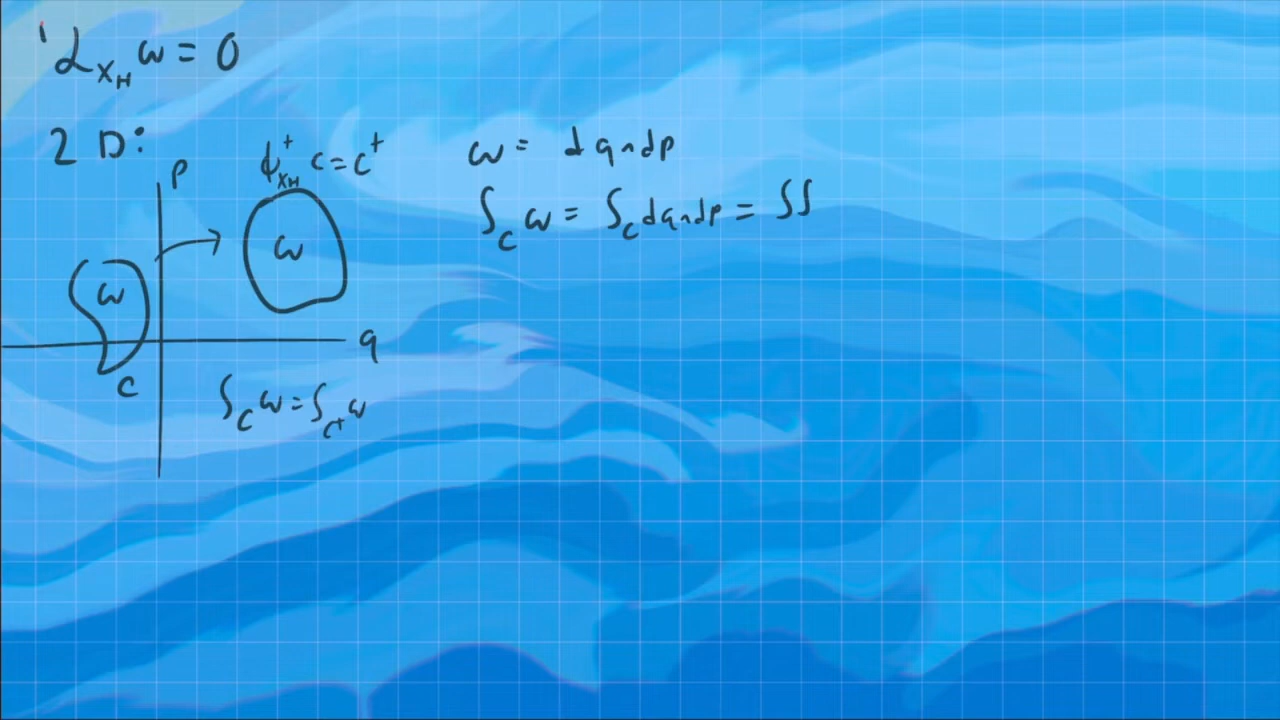 ℒ_{X_H} ω = 0
2 D:
ϕ^t_{X_H} c = c^t
ω = dq∧dp
∫_C ω = ∫_C dq∧dp = ∫∫
p
ω
ω
q
c
∫_C ω = ∫_{C^t} ω